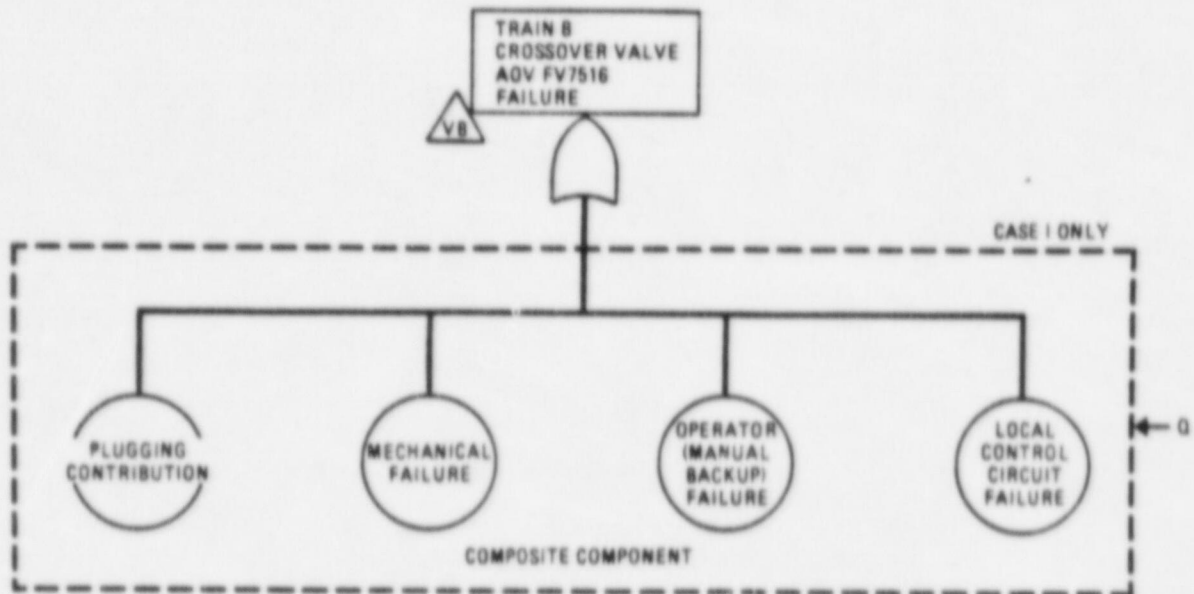 TRAIN B
CROSSOVER VALVE
AOV FV7516
FAILURE
VB
CASE I ONLY
PLUGGING
CONTRIBUTION
MECHANICAL
FAILURE
OPERATOR
(MANUAL
BACKUP)
FAILURE
LOCAL
CONTROL
CIRCUIT
FAILURE
Q
COMPOSITE COMPONENT